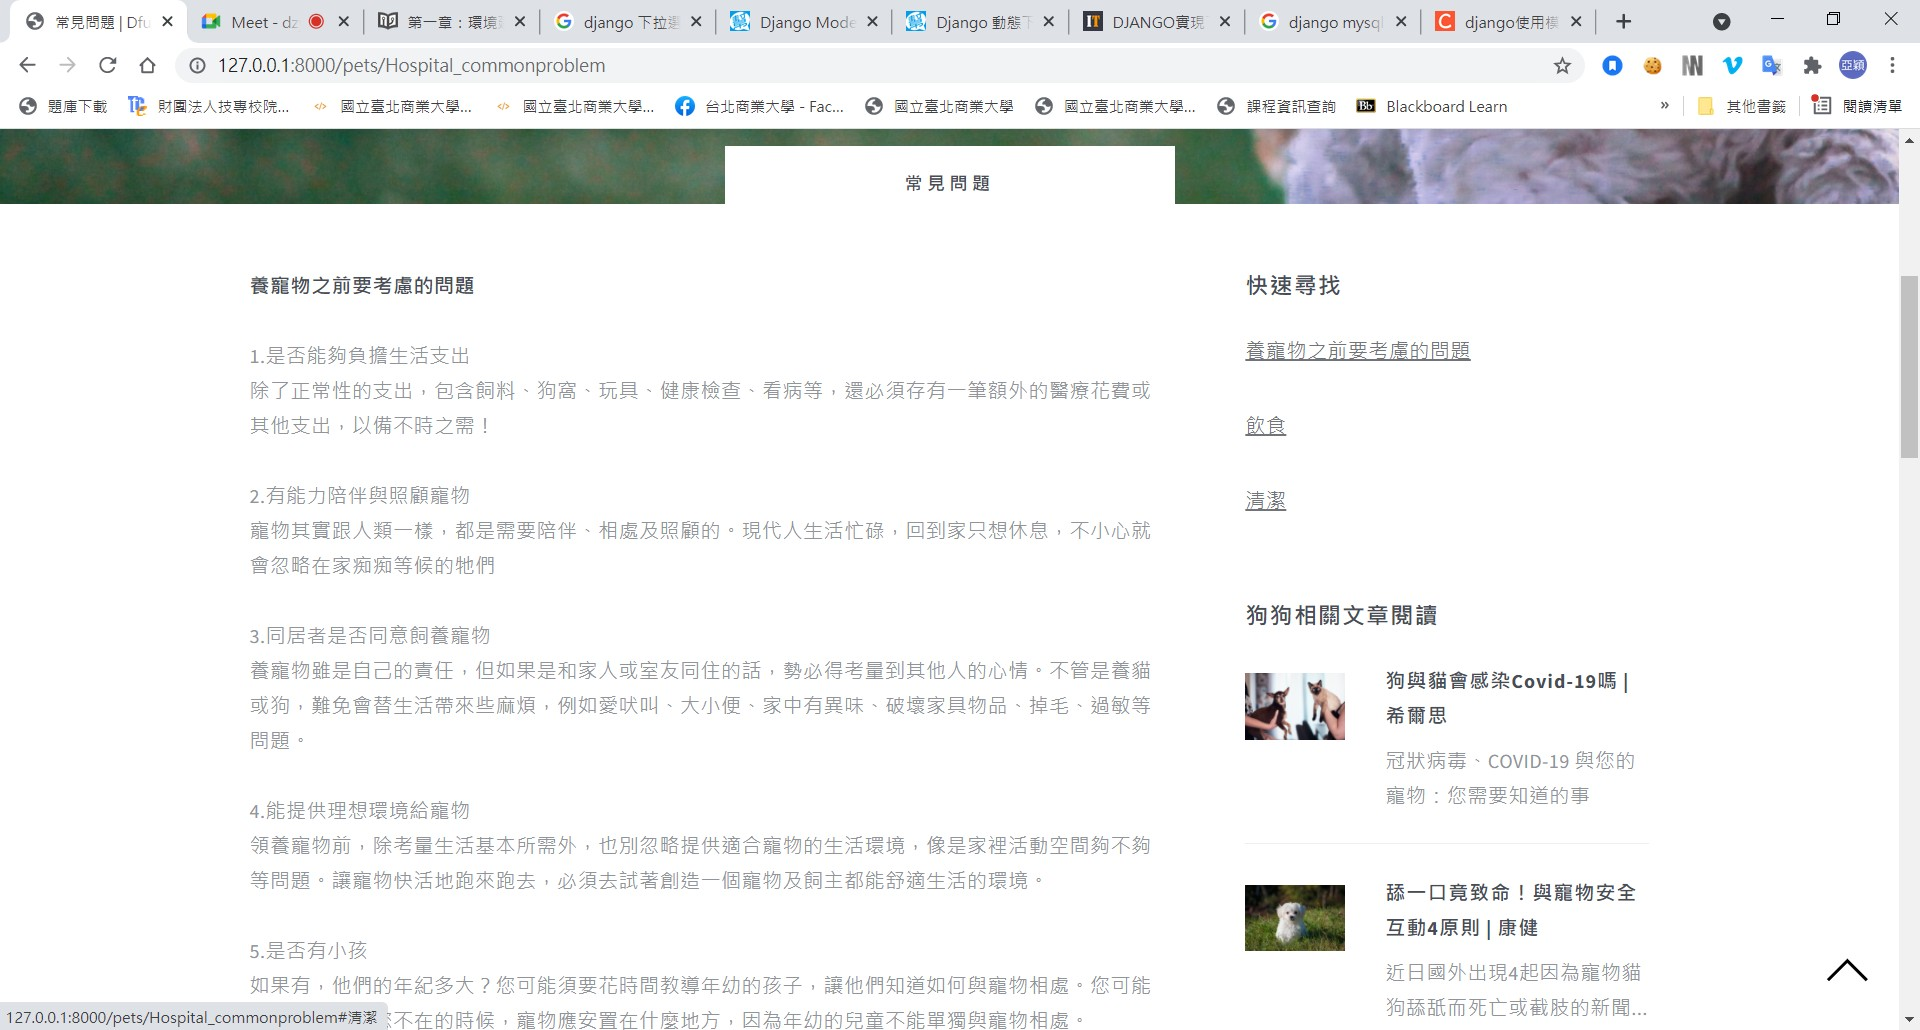 常見問題 | Dfu
Meet - dz
第一章：環境
django 下拉選
Django Mode
Django 動態下
DJANGO實現
django mysql
django使用模
127.0.0.1:8000/pets/Hospital_commonproblem
亞穎
題庫下載
財團法人技專校院...
國立臺北商業大學...
國立臺北商業大學...
台北商業大學 - Fac...
國立臺北商業大學
國立臺北商業大學...
課程資訊查詢
Bb
Blackboard Learn
»
其他書籤
閱讀清單
常見問題
養寵物之前要考慮的問題
1.是否能夠負擔生活支出
除了正常性的支出，包含飼料、狗窩、玩具、健康檢查、看病等，還必須存有一筆額外的醫療花費或
其他支出，以備不時之需！
2.有能力陪伴與照顧寵物
寵物其實跟人類一樣，都是需要陪伴、相處及照顧的。現代人生活忙碌，回到家只想休息，不小心就
會忽略在家痴痴等候的牠們
3.同居者是否同意飼養寵物
養寵物雖是自己的責任，但如果是和家人或室友同住的話，勢必得考量到其他人的心情。不管是養貓
或狗，難免會替生活帶來些麻煩，例如愛吠叫、大小便、家中有異味、破壞家具物品、掉毛、過敏等
問題。
4.能提供理想環境給寵物
領養寵物前，除考量生活基本所需外，也別忽略提供適合寵物的生活環境，像是家裡活動空間夠不夠
等問題。讓寵物快活地跑來跑去，必須去試著創造一個寵物及飼主都能舒適生活的環境。
5.是否有小孩
如果有，他們的年紀多大？您可能須要花時間教導年幼的孩子，讓他們知道如何與寵物相處。您可能
您不在的時候，寵物應安置在什麼地方，因為年幼的兒童不能單獨與寵物相處。
快速尋找
養寵物之前要考慮的問題
飲食
清潔
狗狗相關文章閱讀
狗與貓會感染Covid-19嗎 |
希爾思
冠狀病毒、COVID-19 與您的
寵物：您需要知道的事
舔一口竟致命！與寵物安全
互動4原則 | 康健
近日國外出現4起因為寵物貓
狗舔舐而死亡或截肢的新聞...
127.0.0.1:8000/pets/Hospital_commonproblem#清潔